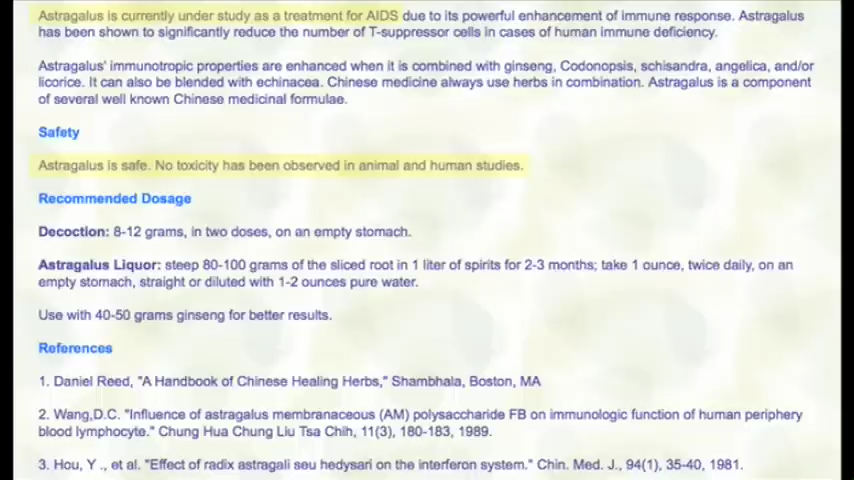 Astragalus is currently under study as a treatment for AIDS due to its powerful enhancement of immune response. Astragalus
has been shown to significantly reduce the number of T-suppressor cells in cases of human immune deficiency.
Astragalus' immunotropic properties are enhanced when it is combined with ginseng, Codonopsis, schisandra, angelica, and/or
licorice. It can also be blended with echinacea. Chinese medicine always use herbs in combination. Astragalus is a component
of several well known Chinese medicinal formulae.
Safety
Astragalus is safe. No toxicity has been observed in animal and human studies.
Recommended Dosage
Decoction: 8-12 grams, in two doses, on an empty stomach.
Astragalus Liquor: steep 80-100 grams of the sliced root in 1 liter of spirits for 2-3 months; take 1 ounce, twice daily, on an
empty stomach, straight or diluted with 1-2 ounces pure water.
Use with 40-50 grams ginseng for better results.
References
1. Daniel Reed, "A Handbook of Chinese Healing Herbs," Shambhala, Boston, MA
2. Wang,D.C. "Influence of astragalus membranaceous (AM) polysaccharide FB on immunologic function of human periphery
blood lymphocyte." Chung Hua Chung Liu Tsa Chih, 11(3), 180-183, 1989.
3. Hou, Y ., et al. "Effect of radix astragali seu hedysari on the interferon system." Chin. Med. J., 94(1), 35-40, 1981.